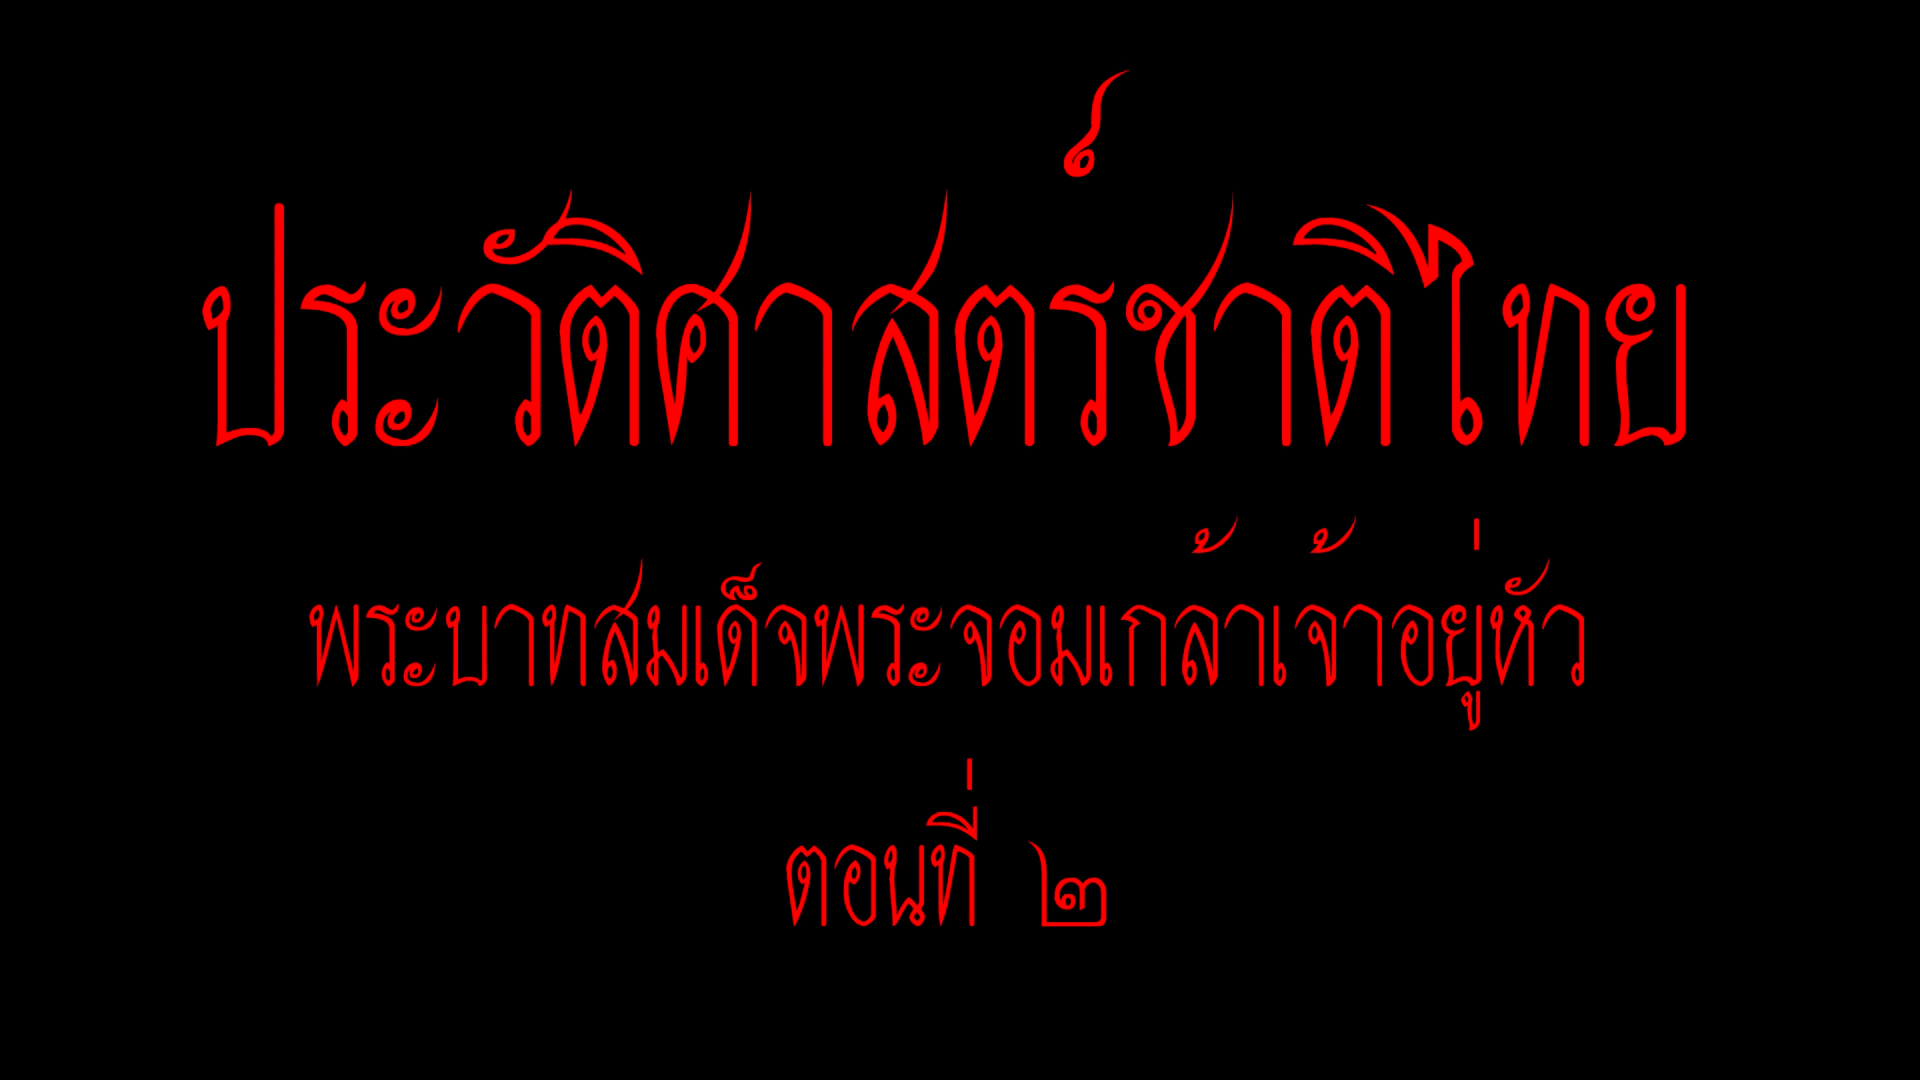 ประวัติศาสตร์ชาติไทย
พระบาทสมเด็จพระจอมเกล้าเจ้าอยู่หัว
ตอนที่ ๒